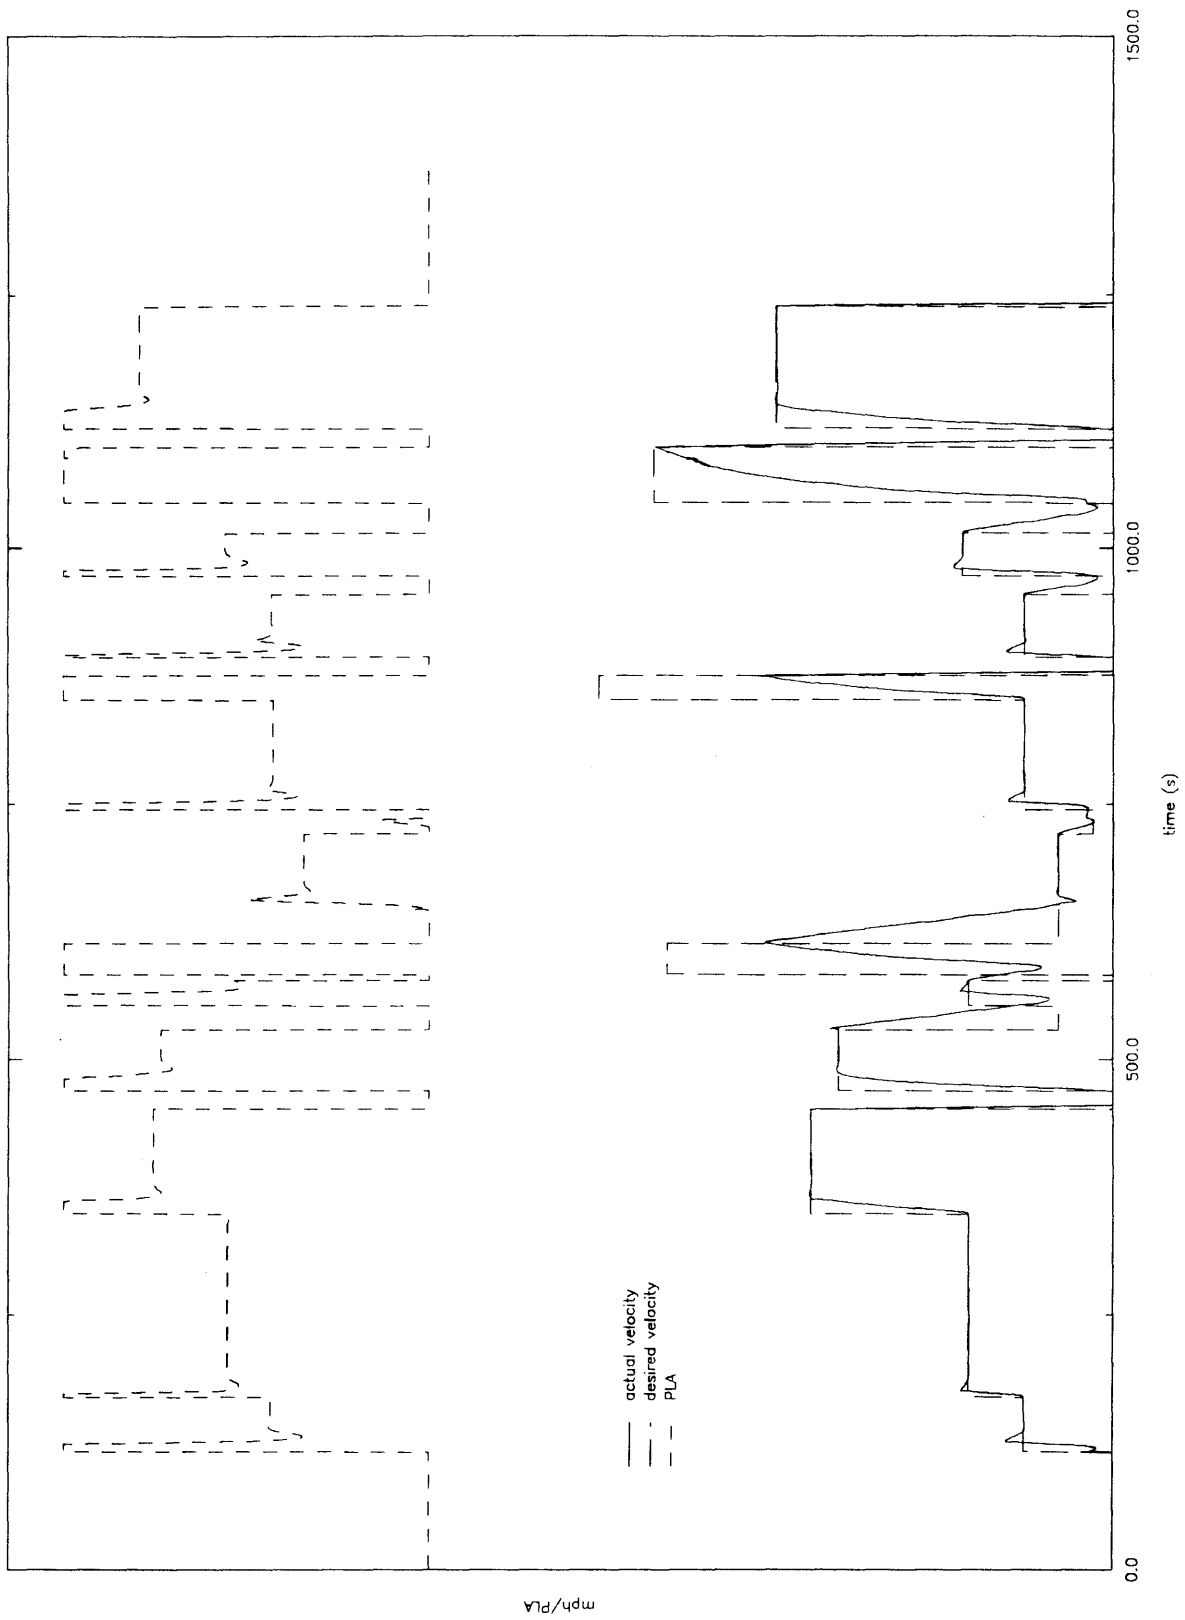 mph/PLA
actual velocity
desired velocity
PLA
0.0
500.0
1000.0
1500.0
time (s)